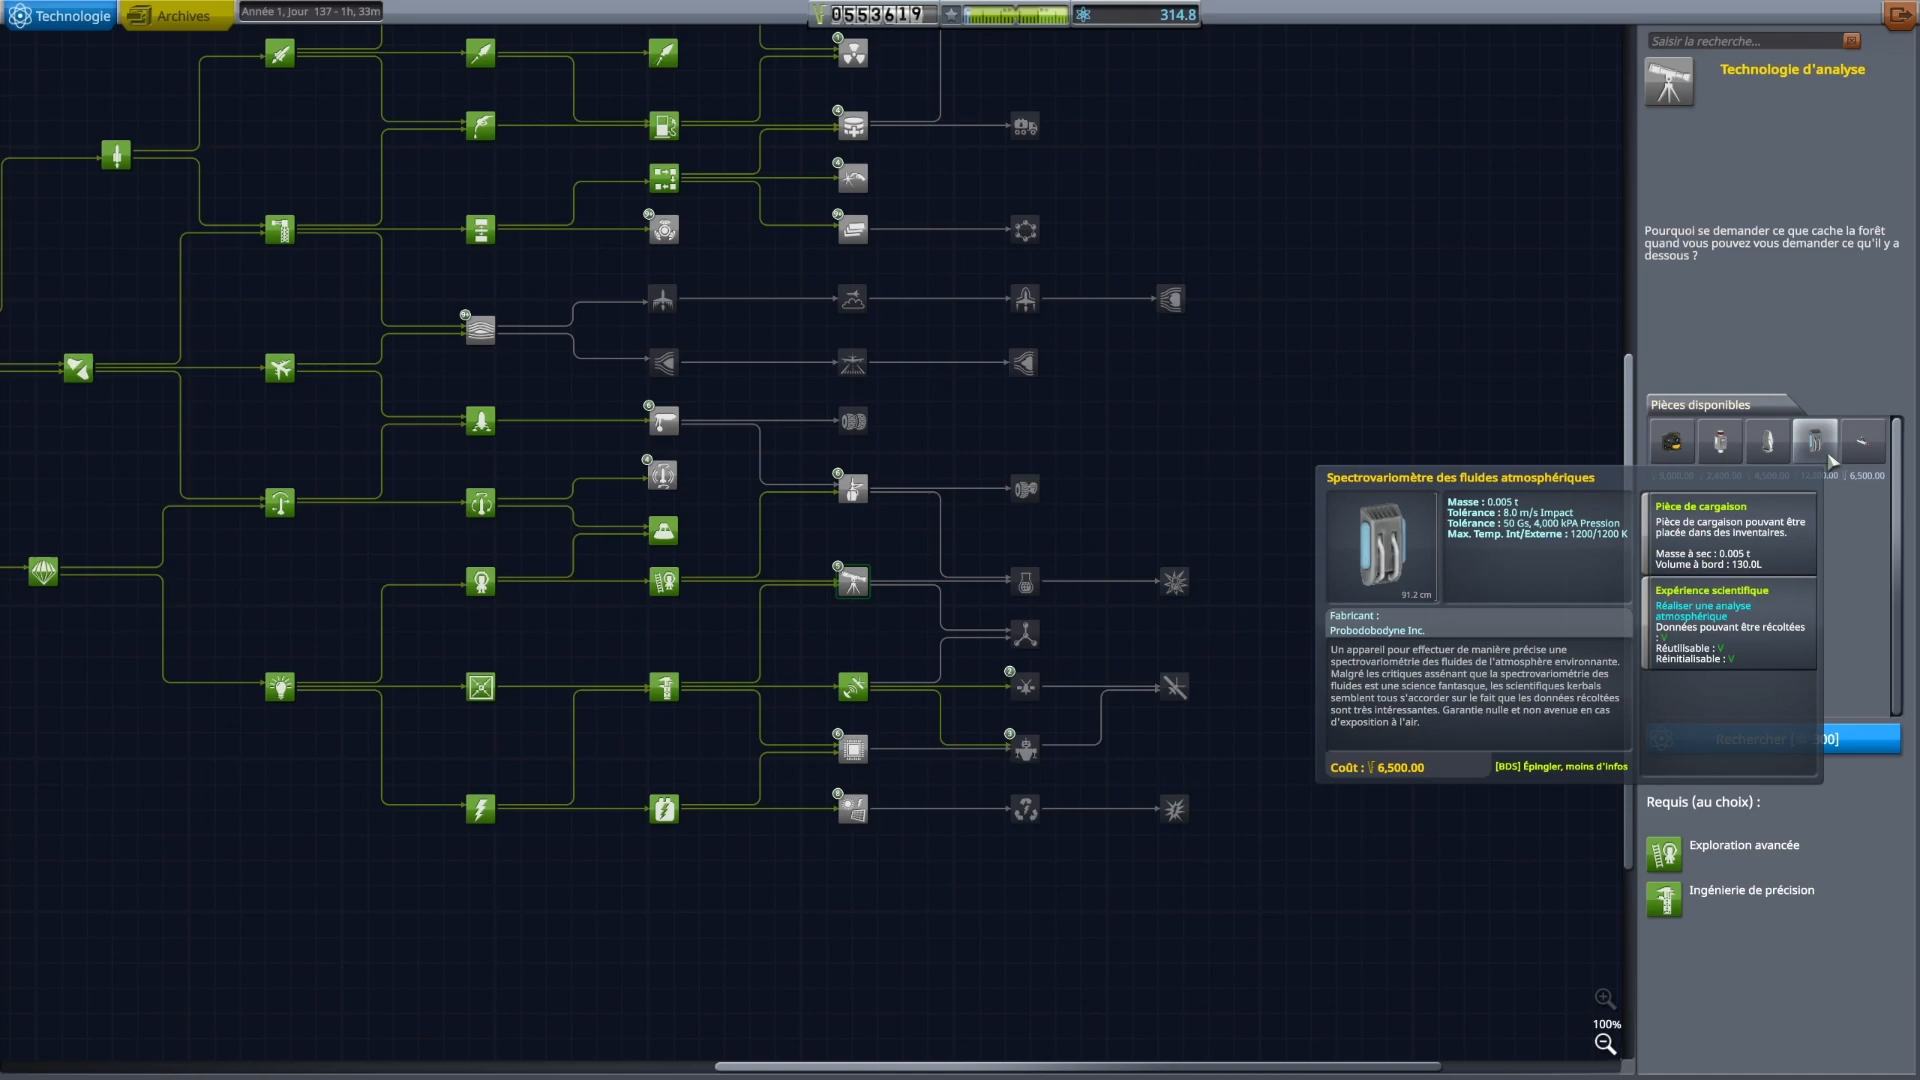 Technologie
Archives
Année 1, Jour 137 - 1h, 33m
0553619
314.8
Saisir la recherche...
Technologie d'analyse
Pourquoi se demander ce que cache la forêt
quand vous pouvez vous demander ce qu'il y a
dessous ?
Pièces disponibles
6,500.00
Spectrovariomètre des fluides atmosphériques
Masse : 0.005 t
Tolérance : 8.0 m/s Impact
Tolérance : 50 Gs, 4,000 kPA Pression
Max. Temp. Int/Externe : 1200/1200 K
91.2 cm
Fabricant :
Probodobodyne Inc.
Un appareil pour effectuer de manière précise une
spectrovariométrie des fluides de l'atmosphère environnante.
Malgré les critiques assénant que la spectrovariométrie des
fluides est une science fantasque, les scientifiques kerbals
semblent tous s'accorder sur le fait que les données récoltées
sont très intéressantes. Garantie nulle et non avenue en cas
d'exposition à l'air.
Coût : 6,500.00
[BDS] Épingler, moins d'infos
Pièce de cargaison
Pièce de cargaison pouvant être
placée dans des inventaires.
Masse à sec : 0.005 t
Volume à bord : 130.0L
Expérience scientifique
Réaliser une analyse
atmosphérique
Données pouvant être récoltées
: V
Réutilisable : V
Réinitialisable : V
Rechercher [300]
Requis (au choix) :
Exploration avancée
Ingénierie de précision
100%